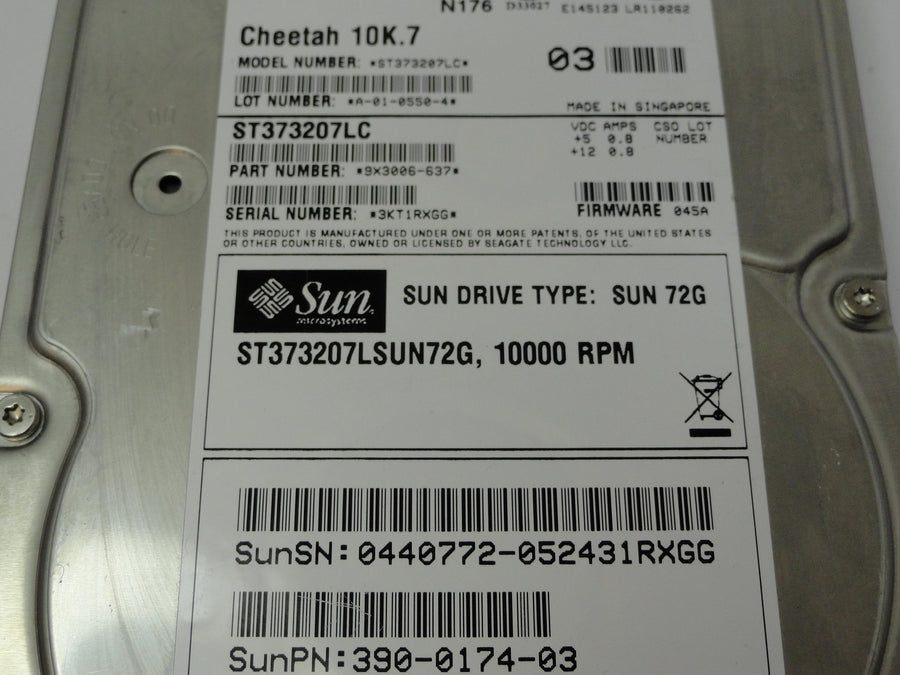 N176 D33027 E145123 LR110262
Cheetah 10K.7
MODEL NUMBER: *ST373207LC*
03
LOT NUMBER: *A-01-0550-4*
MADE IN SINGAPORE
ST373207LC
VDC AMPS CSO LOT
+5 0.8 NUMBER
+12 0.8
PART NUMBER: *9X3006-637*
SERIAL NUMBER: *3KT1RXGG*
FIRMWARE 045A
THIS PRODUCT IS MANUFACTURED UNDER ONE OR MORE PATENTS, OF THE UNITED STATES
OR OTHER COUNTRIES, OWNED OR LICENSED BY SEAGATE TECHNOLOGY LLC.
Sun microsystems
SUN DRIVE TYPE: SUN 72G
ST373207LSUN72G, 10000 RPM
SunSN:0440772-052431RXGG
SunPN:390-0174-03